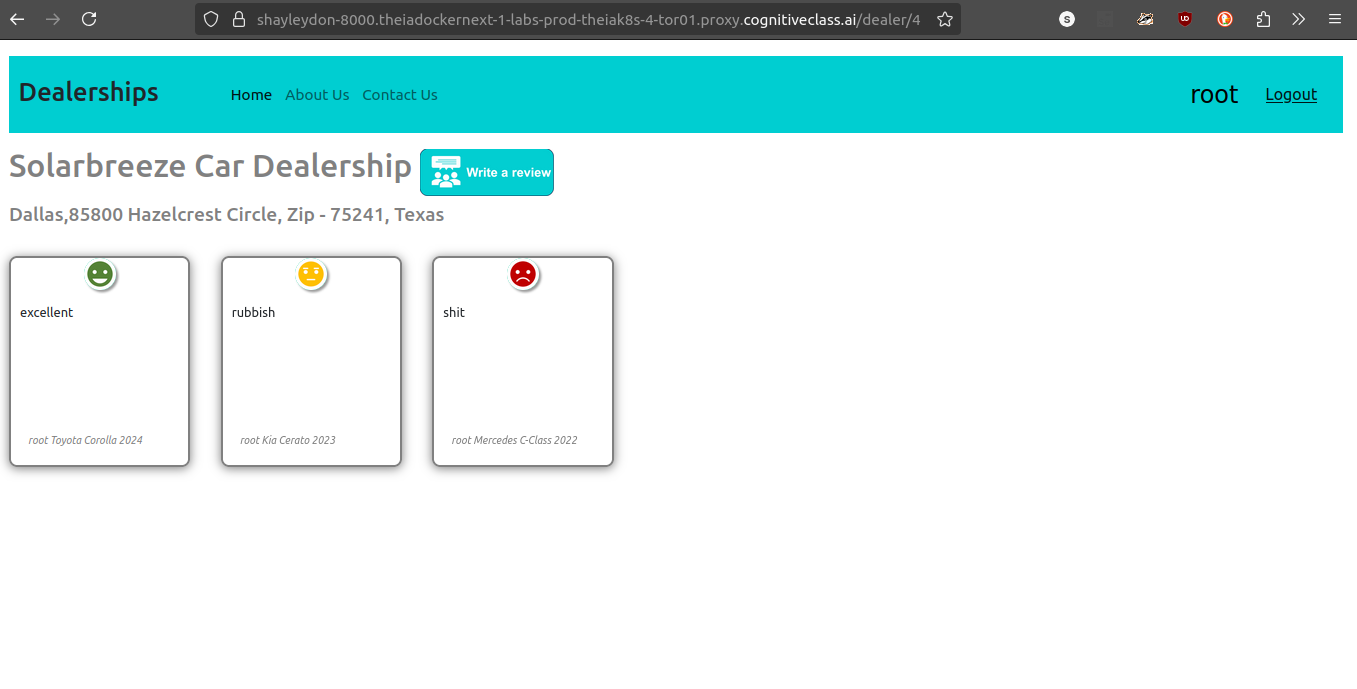 shayleydon-8000.theiadockernext-1-labs-prod-theiak8s-4-tor01.proxy.cognitiveclass.ai/dealer/4
S
UD
Dealerships Home About Us Contact Us root Logout
Solarbreeze Car Dealership Write a review
Dallas,85800 Hazelcrest Circle, Zip - 75241, Texas
excellent rubbish shit
root Toyota Corolla 2024 root Kia Cerato 2023 root Mercedes C-Class 2022